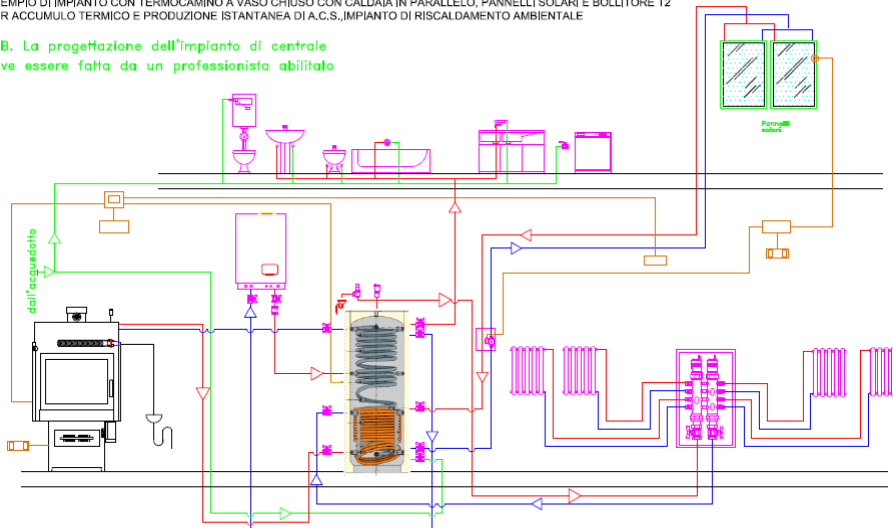 EMPIO DI IMPIANTO CON TERMOCAMINO A VASO CHIUSO CON CALDAIA IN PARALLELO, PANNELLI SOLARI E BOLLITORE 12
R ACCUMULO TERMICO E PRODUZIONE ISTANTANEA DI A.C.S.,IMPIANTO DI RISCALDAMENTO AMBIENTALE
B. La progettazione dell'impianto di centrale
ve essere fatta da un professionista abilitato
Pannelli
solari
dall'acquedotto